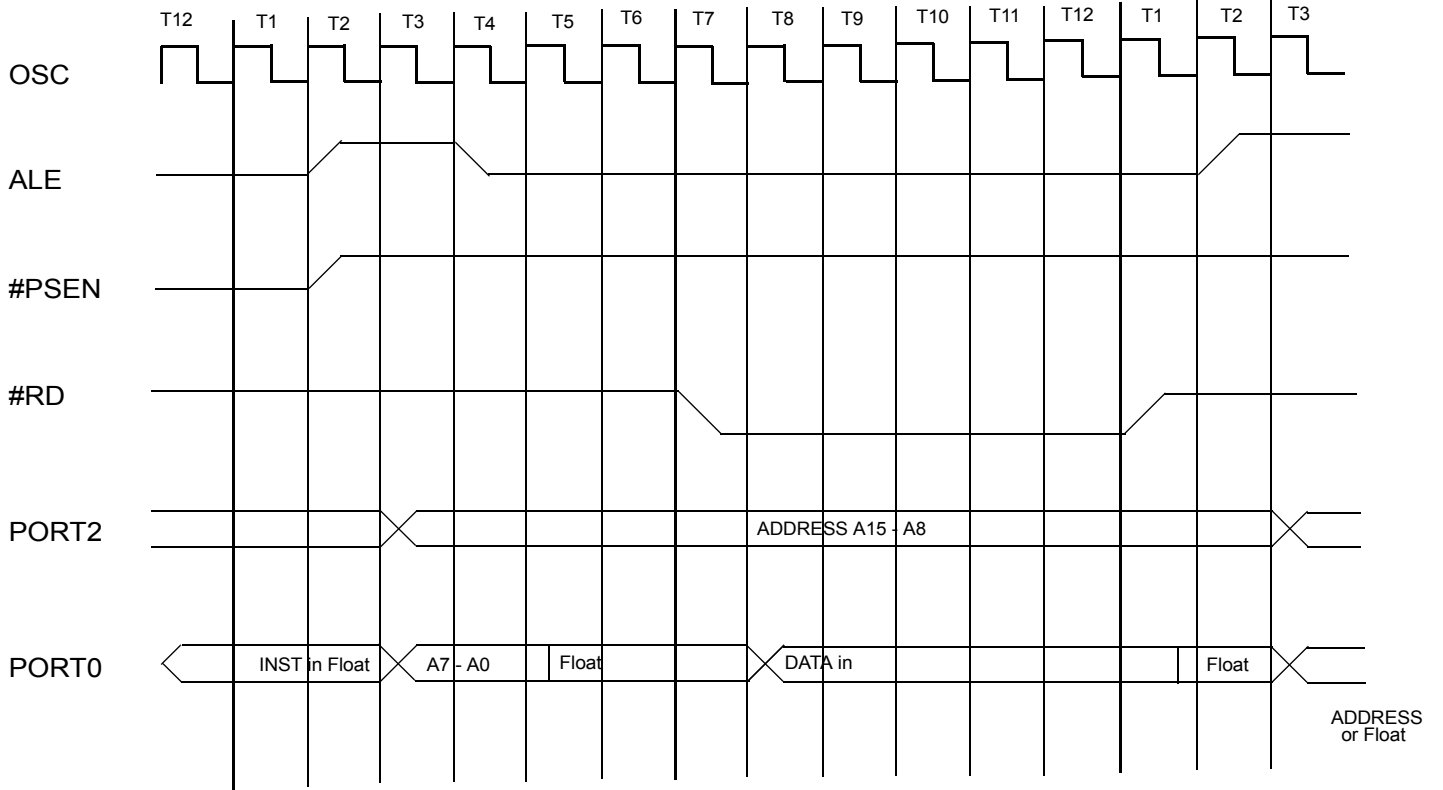 T12 T1 T2 T3 T4 T5 T6 T7 T8 T9 T10 T11 T12 T1 T2 T3
OSC
ALE
#PSEN
#RD
PORT2 ADDRESS A15 - A8
PORT0 INST in Float A7 - A0 Float DATA in Float
ADDRESS
or Float